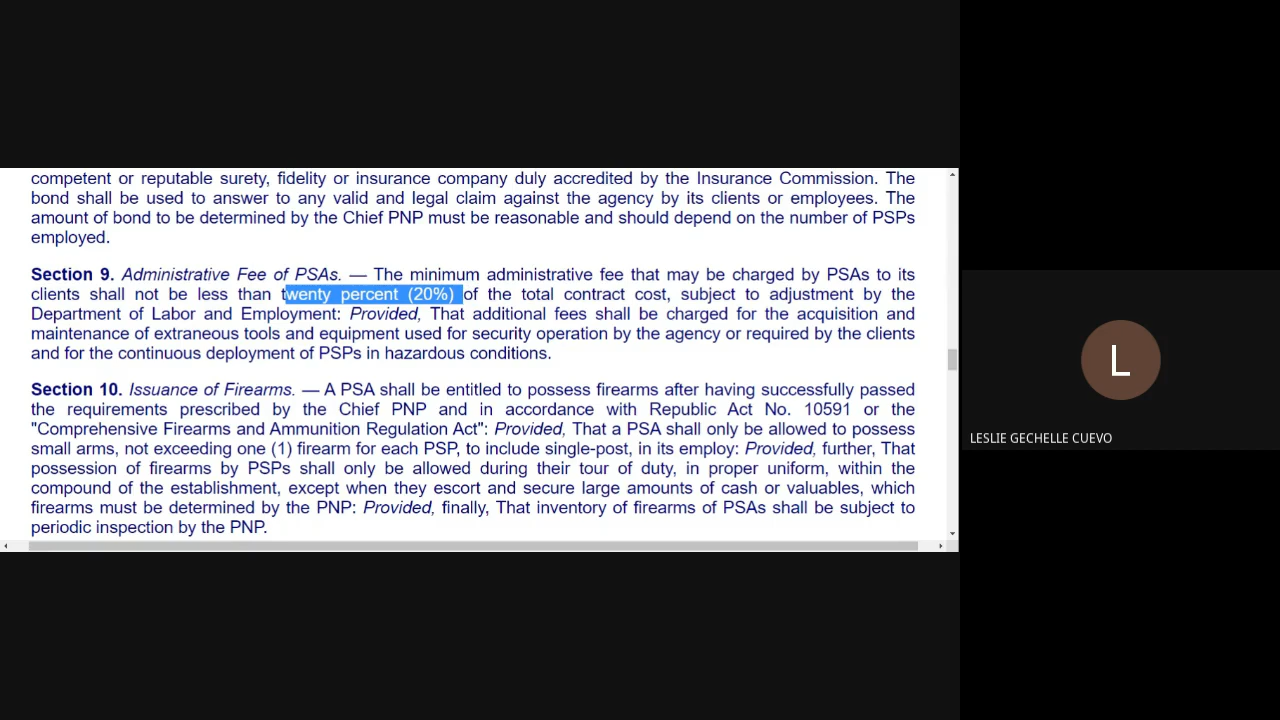 competent or reputable surety, fidelity or insurance company duly accredited by the Insurance Commission. The
bond shall be used to answer to any valid and legal claim against the agency by its clients or employees. The
amount of bond to be determined by the Chief PNP must be reasonable and should depend on the number of PSPs
employed.
Section 9. Administrative Fee of PSAs. — The minimum administrative fee that may be charged by PSAs to its
clients shall not be less than twenty percent (20%) of the total contract cost, subject to adjustment by the
Department of Labor and Employment: Provided, That additional fees shall be charged for the acquisition and
maintenance of extraneous tools and equipment used for security operation by the agency or required by the clients
and for the continuous deployment of PSPs in hazardous conditions.
Section 10. Issuance of Firearms. — A PSA shall be entitled to possess firearms after having successfully passed
the requirements prescribed by the Chief PNP and in accordance with Republic Act No. 10591 or the
"Comprehensive Firearms and Ammunition Regulation Act": Provided, That a PSA shall only be allowed to possess
small arms, not exceeding one (1) firearm for each PSP, to include single-post, in its employ: Provided, further, That
possession of firearms by PSPs shall only be allowed during their tour of duty, in proper uniform, within the
compound of the establishment, except when they escort and secure large amounts of cash or valuables, which
firearms must be determined by the PNP: Provided, finally, That inventory of firearms of PSAs shall be subject to
periodic inspection by the PNP.
L
LESLIE GECHELLE CUEVO